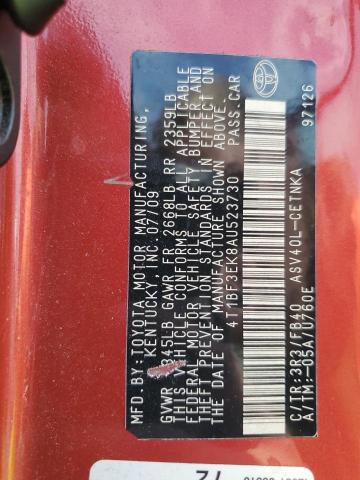 MFD.BY:TOYOTA MOTOR MANUFACTURING,
KENTUCKY,INC 07/09
GVWR 4345LB GAWR FR 2668LB RR 2359LB
THIS VEHICLE CONFORMS TO ALL APPLICABLE
FEDERAL MOTOR VEHICLE SAFETY, BUMPER AND
THEFT PREVENTION STANDARDS IN EFFECT ON
THE DATE OF MANUFACTURE SHOWN ABOVE.
4T1BF3EK8AU523730 PASS.CAR
C/TR:3R3/FB40 ASV40L-CETNKA
A/TM:-05A/U760E 97126